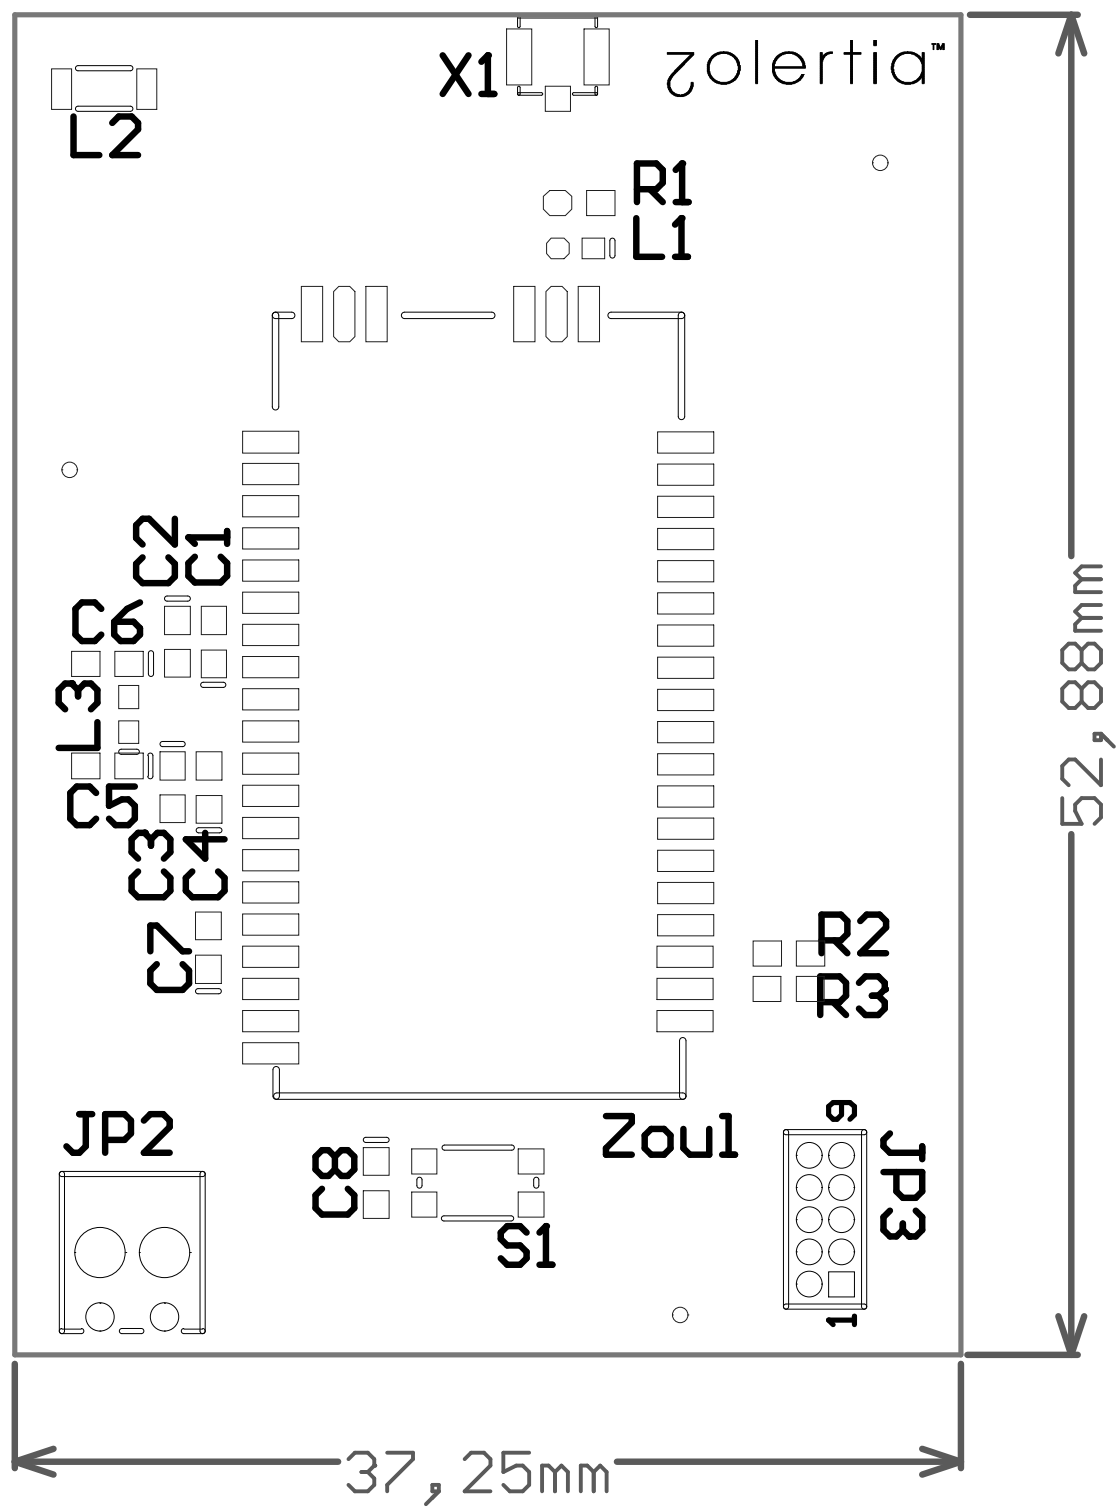 X1
zolertia™
L2
R1
L1
C2
C1
C6
L3
C5
C3
C4
C7
R2
R3
52,88mm
JP2
Zoul
9
JP3
C8
S1
1
37,25mm